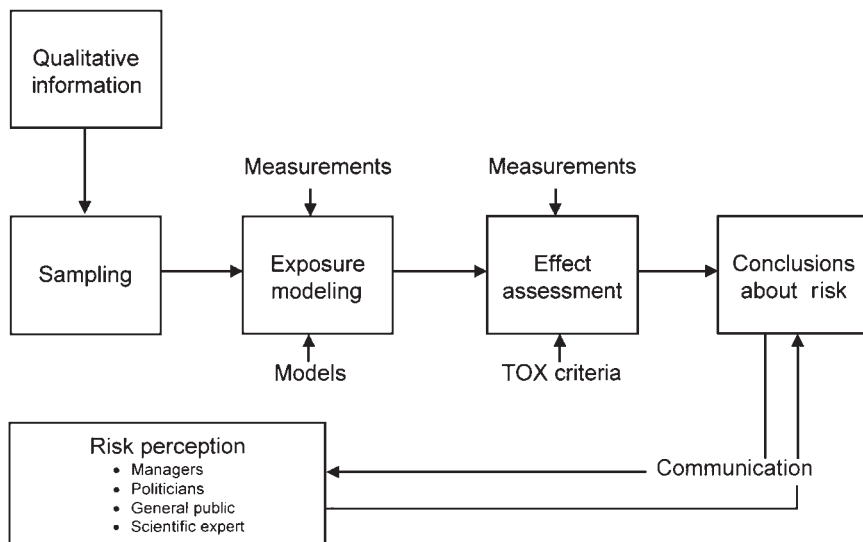 Qualitative
information
Measurements
Measurements
Sampling
Exposure
modeling
Effect
assessment
Conclusions
about risk
Models
TOX criteria
Risk perception
• Managers
• Politicians
• General public
• Scientific expert
Communication